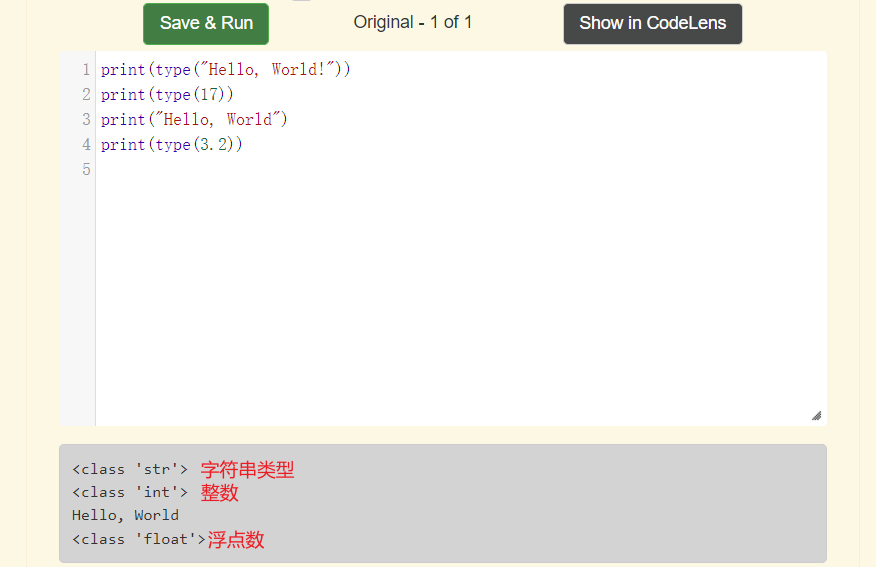 Save & Run Original - 1 of 1 Show in CodeLens
1 print(type("Hello, World!"))
2 print(type(17))
3 print("Hello, World")
4 print(type(3.2))
5
<class 'str'> 字符串类型
<class 'int'> 整数
Hello, World
<class 'float'>浮点数